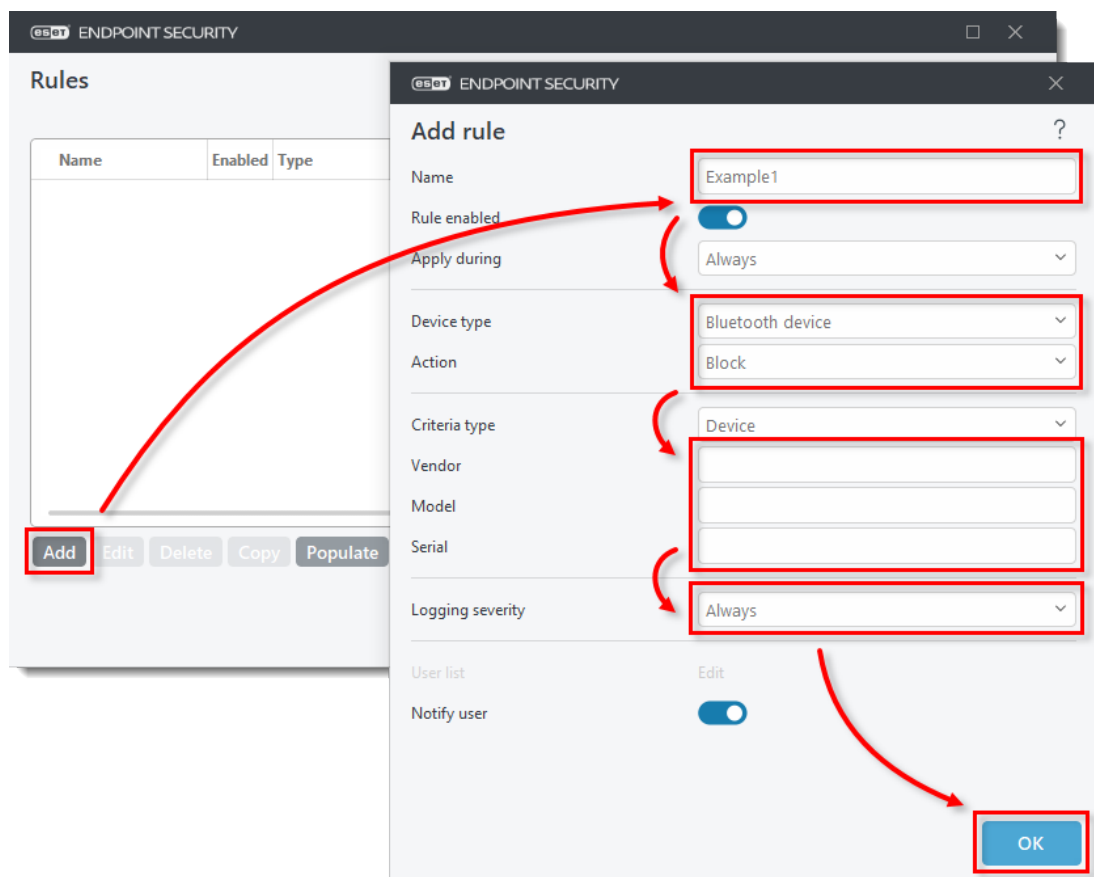 eset ENDPOINT SECURITY
Rules
Name Enabled Type
Add Edit Delete Copy Populate
eset ENDPOINT SECURITY
Add rule ?
Name Example1
Rule enabled
Apply during Always
Device type Bluetooth device
Action Block
Criteria type Device
Vendor
Model
Serial
Logging severity Always
User list Edit
Notify user
OK